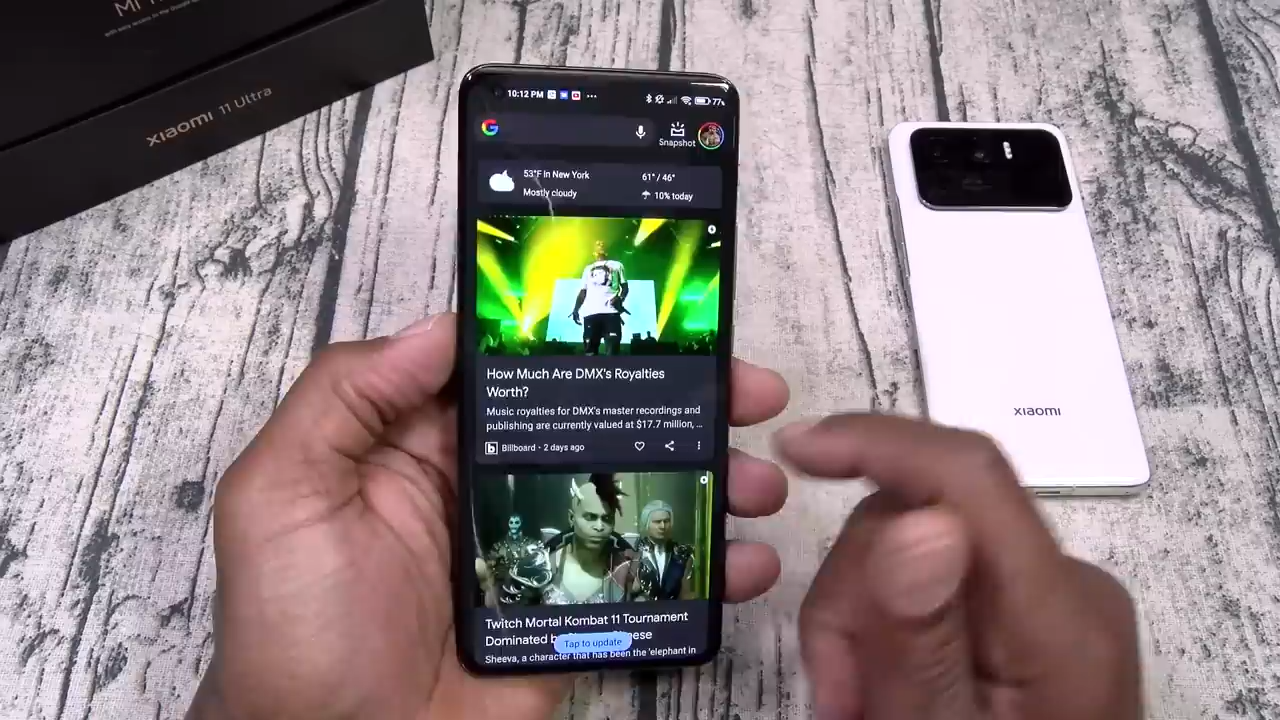 xiaomi 11 Ultra
10:12 PM
77%
Snapshot
53°F in New York
61° / 46°
Mostly cloudy
10% today
How Much Are DMX's Royalties
Worth?
Music royalties for DMX's master recordings and
publishing are currently valued at $17.7 million, ...
b Billboard • 2 days ago
Twitch Mortal Kombat 11 Tournament
Dominated
Tap to update
Sheeva, a character that has been the 'elephant in
xiaomi